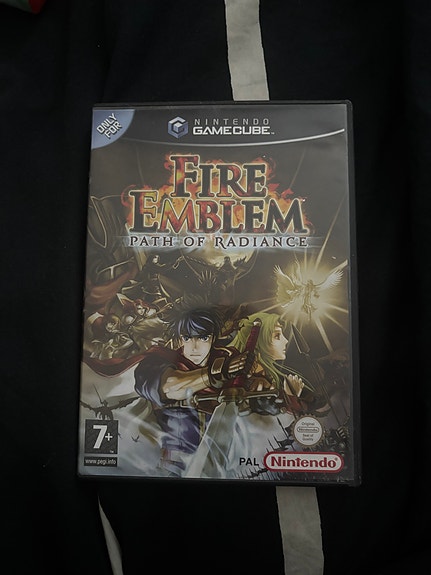 ONLY
FOR
NINTENDO
GAMECUBE™
FIRE
EMBLEM
PATH OF RADIANCE
7+
www.pegi.info
PAL
Nintendo
Original
Nintendo
Seal of
Quality